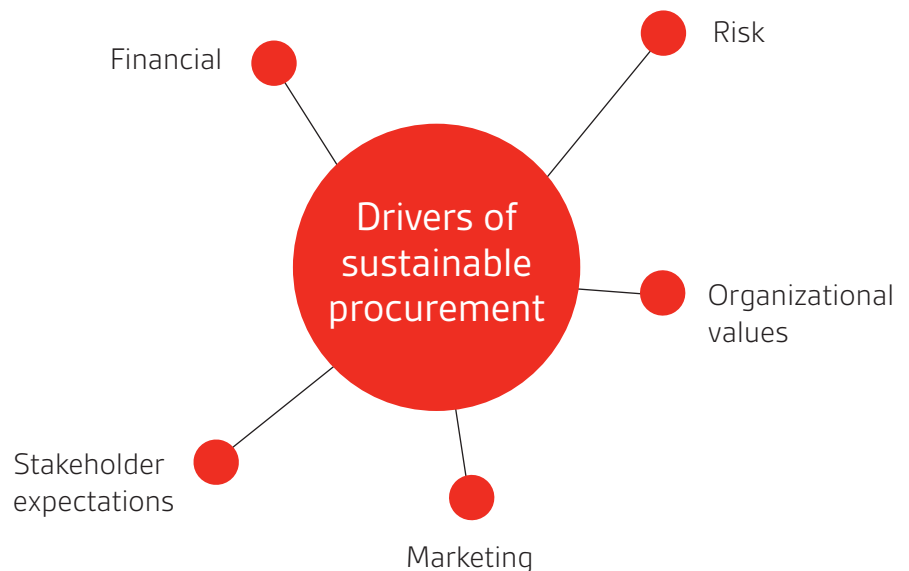 Financial
Risk
Drivers of
sustainable
procurement
Organizational
values
Stakeholder
expectations
Marketing